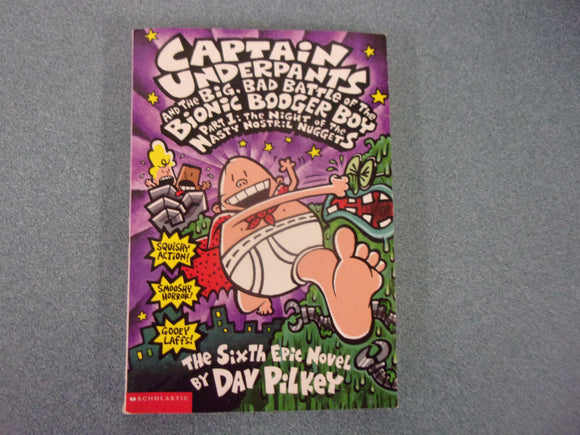 CAPTAIN
UNDERPANTS
AND THE BIG, BAD BATTLE OF THE
BIONIC BOOGER BOY
PART 1: THE NIGHT OF THE
NASTY NOSTRIL NUGGETS
SQUISHY
ACTION!
SMOOSHY
HORROR!
GOOEY
LAFFS!
THE SIXTH EPIC NOVEL
BY DAV PILKEY
SCHOLASTIC